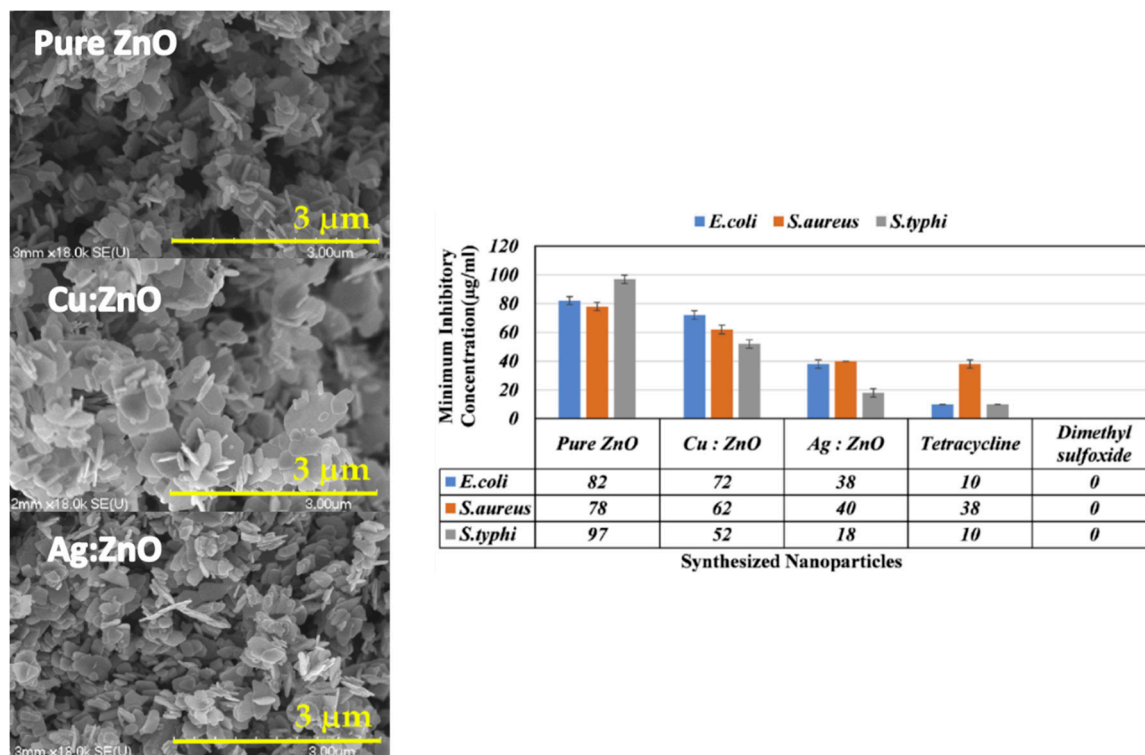 Pure ZnO
3 μm
3mm ×18.0k SE(U) 3.00um
Cu:ZnO
3 μm
2mm ×18.0k SE(U) 3.00um
Ag:ZnO
3 μm
3mm ×18.0k SE(U) 3.00um
E.coli S.aureus S.typhi
Minimum Inhibitory
Concentration(μg/ml)
120
100
80
60
40
20
0
Pure ZnO Cu : ZnO Ag : ZnO Tetracycline Dimethyl
sulfoxide
E.coli 82 72 38 10 0
S.aureus 78 62 40 38 0
S.typhi 97 52 18 10 0
Synthesized Nanoparticles